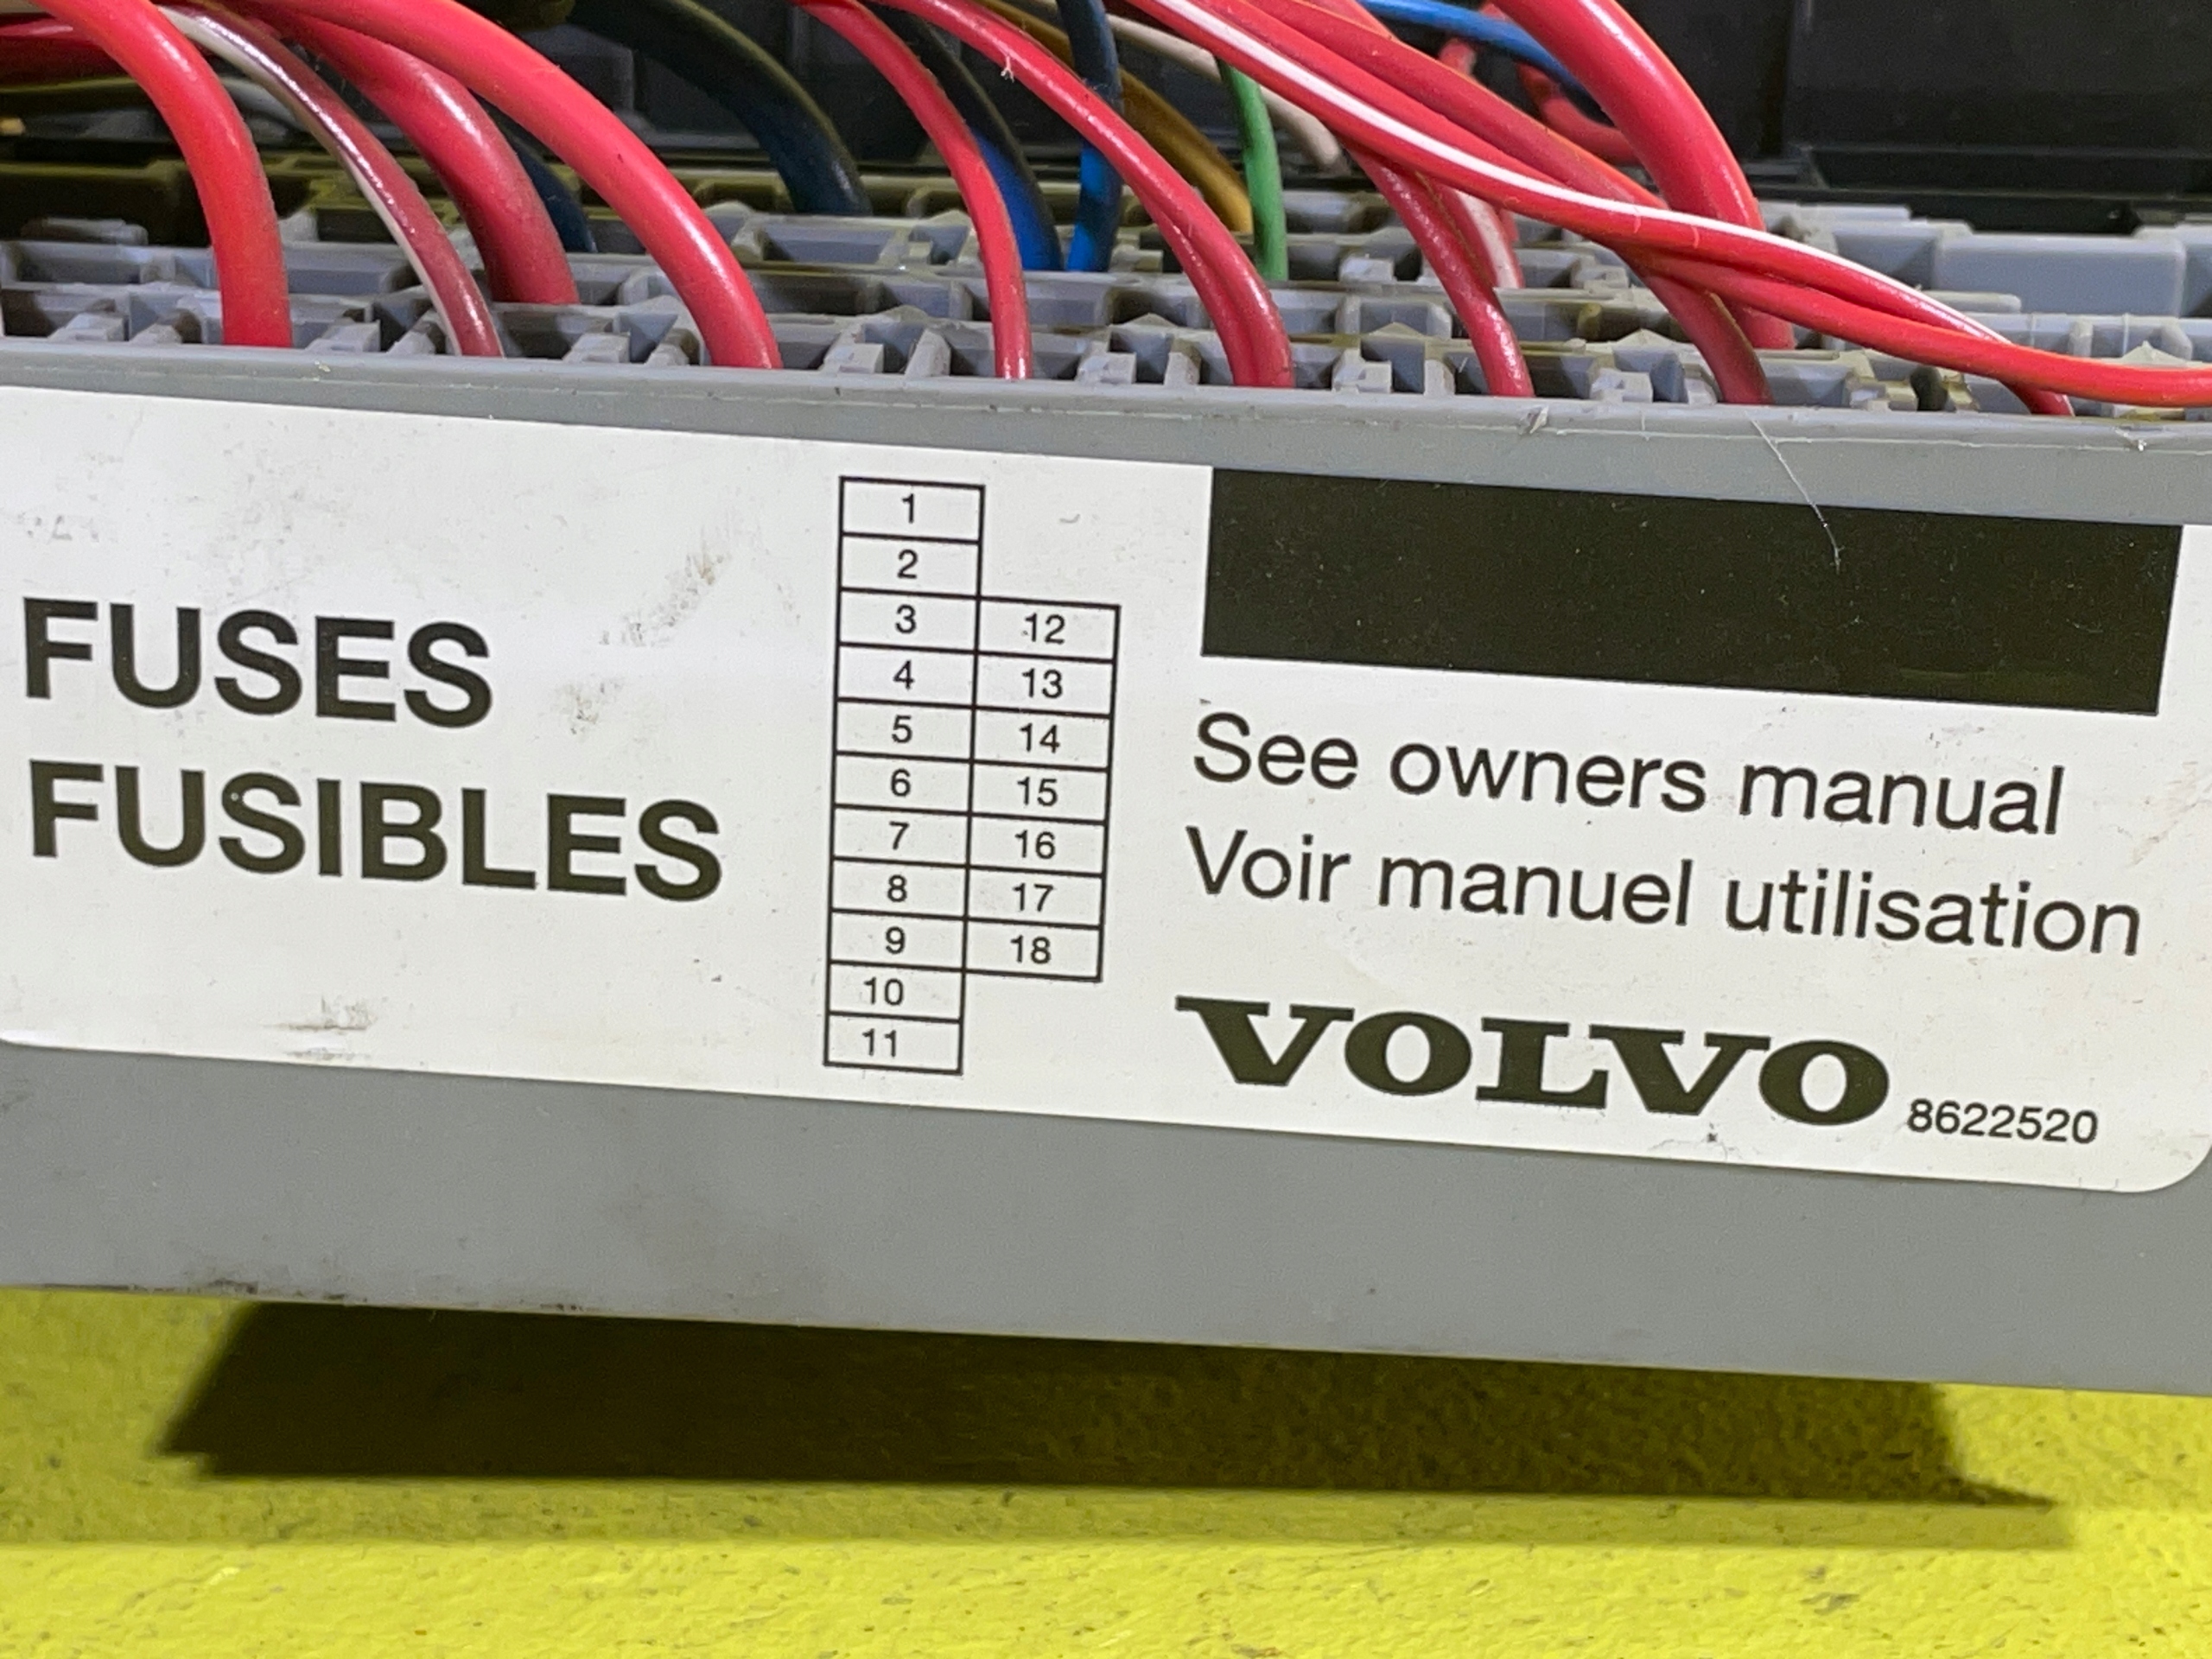 FUSES
FUSIBLES
1
2
3 12
4 13
5 14
6 15
7 16
8 17
9 18
10
11
See owners manual
Voir manuel utilisation
VOLVO 8622520